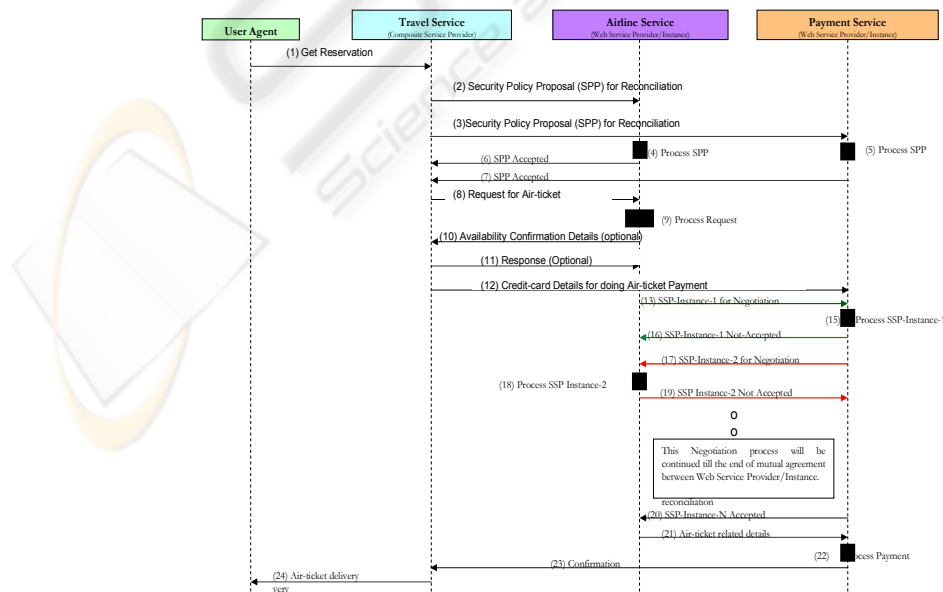 User Agent
Travel Service
(Composite Service Provider)
Airline Service
(Web Service Provider/Instance)
Payment Service
(Web Service Provider/Instance)
(1) Get Reservation
(2) Security Policy Proposal (SPP) for Reconciliation
(3)Security Policy Proposal (SPP) for Reconciliation
(4) Process SPP
(5) Process SPP
(6) SPP Accepted
(7) SPP Accepted
(8) Request for Air-ticket
(9) Process Request
(10) Availability Confirmation Details (optional)
(11) Response (Optional)
(12) Credit-card Details for doing Air-ticket Payment
(13) SSP-Instance-1 for Negotiation
(15) Process SSP-Instance-1
(16) SSP-Instance-1 Not-Accepted
(17) SSP-Instance-2 for Negotiation
(18) Process SSP Instance-2
(19) SSP Instance-2 Not Accepted
o
o
This Negotiation process will be
continued till the end of mutual agreement
between Web Service Provider/Instance.
reconciliation
(20) SSP-Instance-N Accepted
(21) Air-ticket related details
(22) ocess Payment
(23) Confirmation
(24) Air-ticket delivery
very
Science a